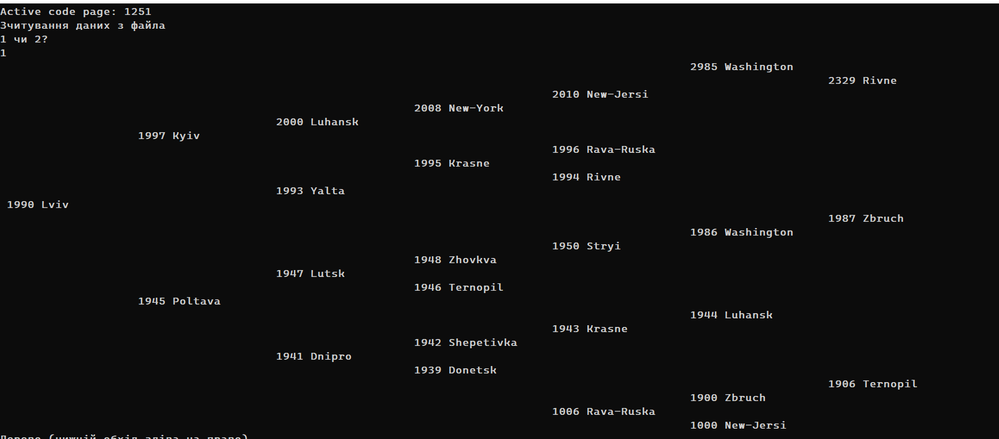 Active code page: 1251
Зчитування даних з файла
1 чи 2?
1
2985 Washington
2329 Rivne
2010 New-Jersi
2008 New-York
2000 Luhansk
1997 Kyiv
1996 Rava-Ruska
1995 Krasne
1994 Rivne
1993 Yalta
1990 Lviv
1987 Zbruch
1986 Washington
1950 Stryi
1948 Zhovkva
1947 Lutsk
1946 Ternopil
1945 Poltava
1944 Luhansk
1943 Krasne
1942 Shepetivka
1941 Dnipro
1939 Donetsk
1906 Ternopil
1900 Zbruch
1006 Rava-Ruska
1000 New-Jersi